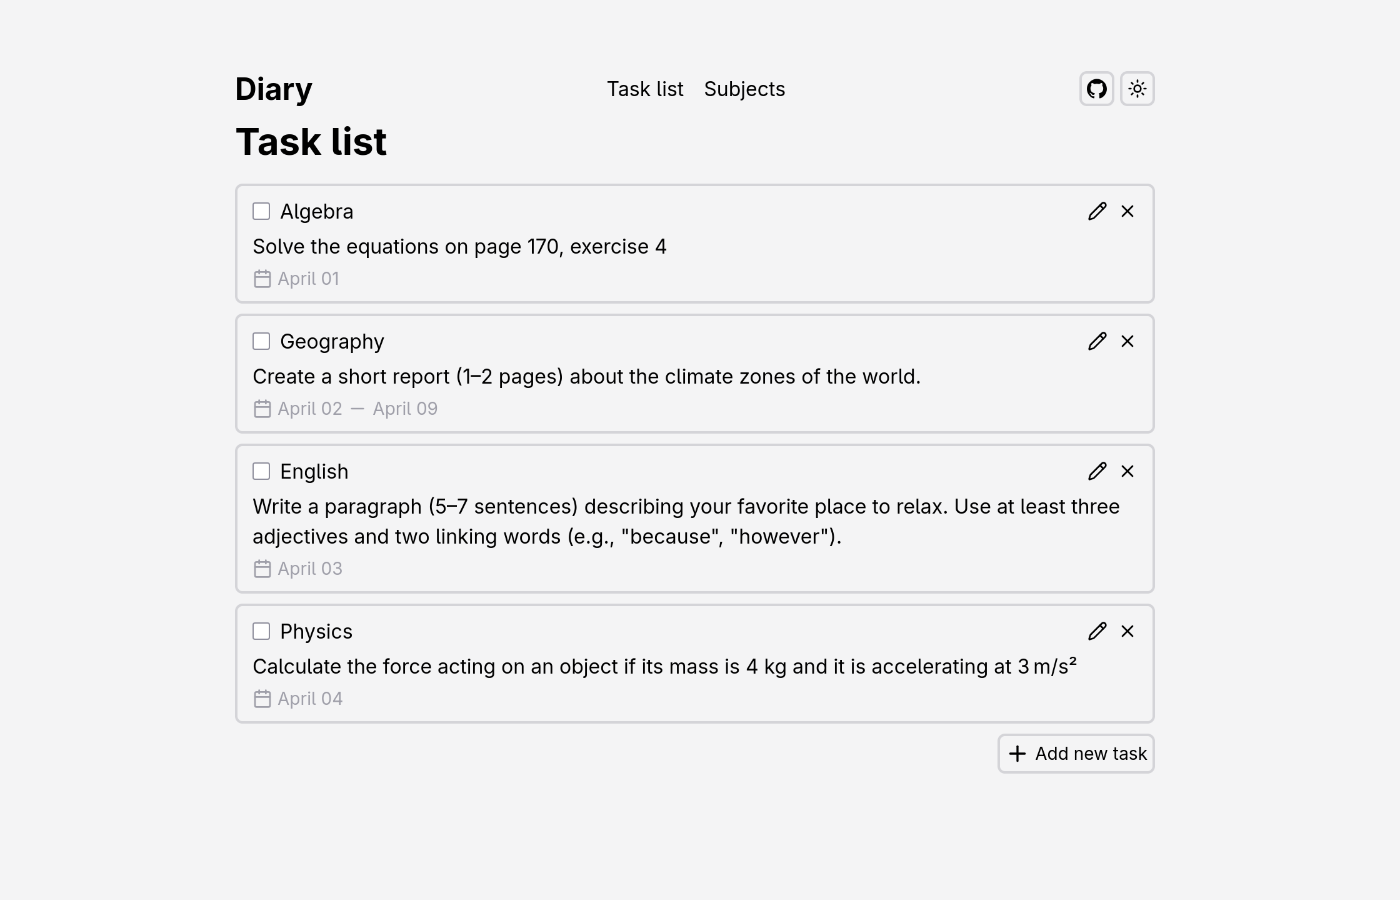 Diary
Task list Subjects
Task list
Algebra
Solve the equations on page 170, exercise 4
April 01
Geography
Create a short report (1–2 pages) about the climate zones of the world.
April 02 — April 09
English
Write a paragraph (5–7 sentences) describing your favorite place to relax. Use at least three
adjectives and two linking words (e.g., "because", "however").
April 03
Physics
Calculate the force acting on an object if its mass is 4 kg and it is accelerating at 3 m/s²
April 04
Add new task